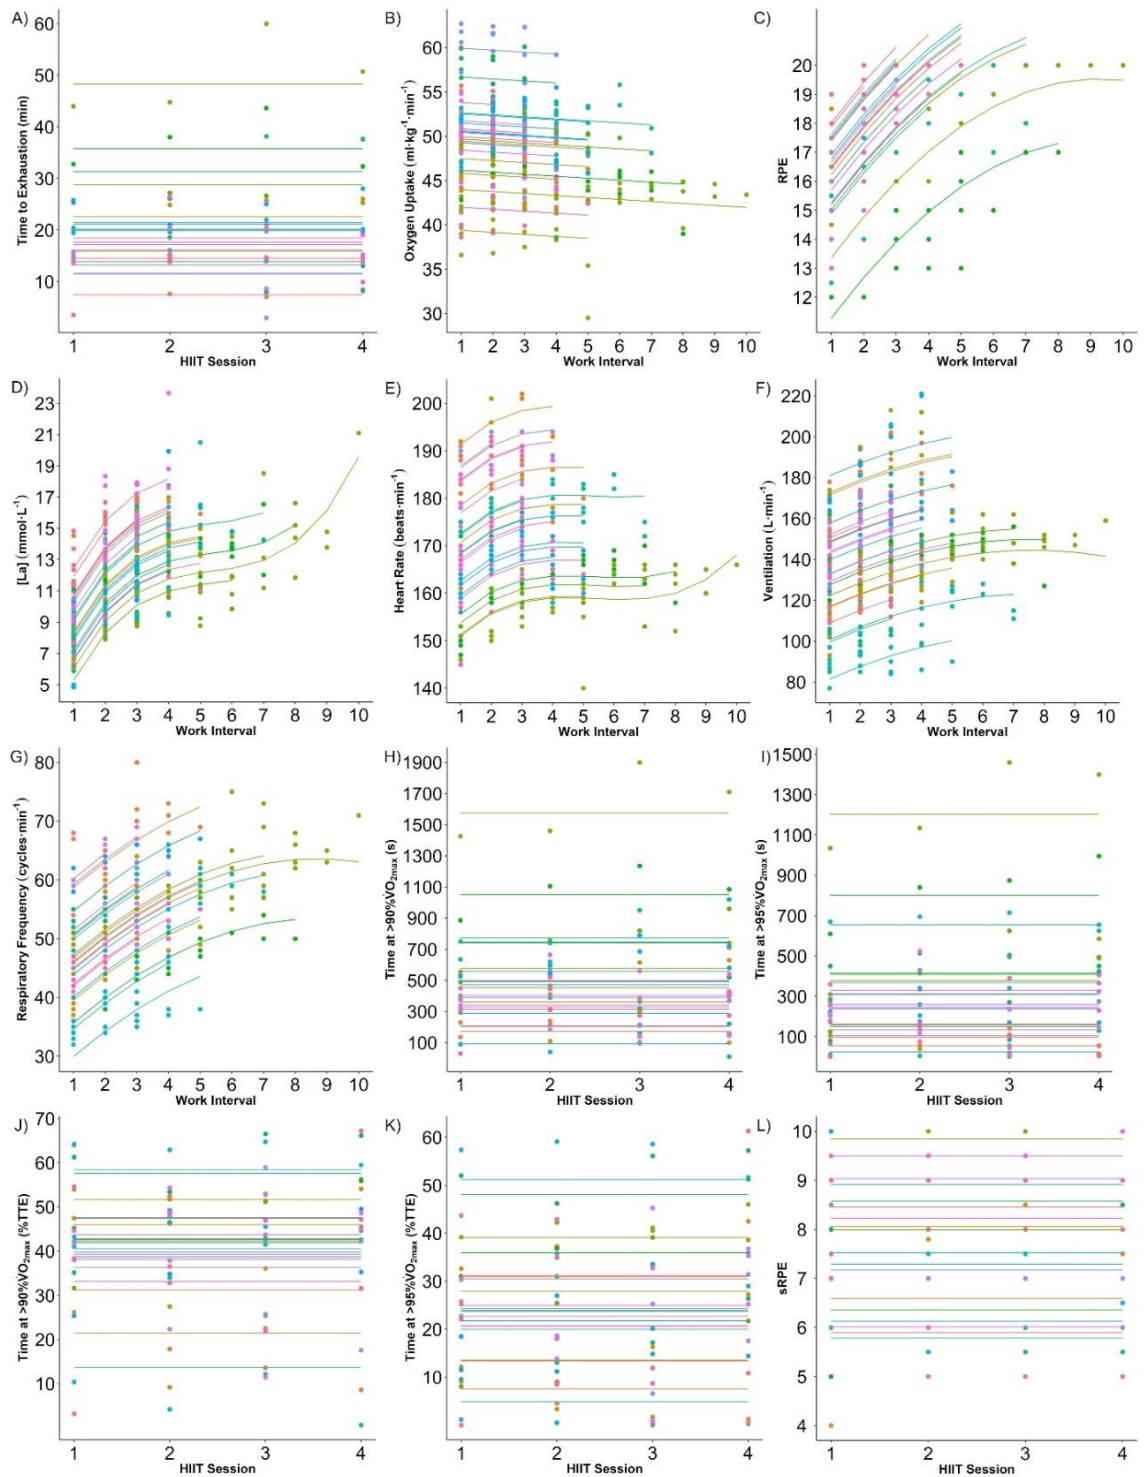 A)
Time to Exhaustion (min)
60
50
40
30
20
10
1 2 3 4
HIIT Session
B)
Oxygen Uptake (ml·kg⁻¹·min⁻¹)
60
55
50
45
40
35
30
1 2 3 4 5 6 7 8 9 10
Work Interval
C)
RPE
20
19
18
17
16
15
14
13
12
1 2 3 4 5 6 7 8 9 10
Work Interval
D)
[La] (mmol·L⁻¹)
23
21
19
17
15
13
11
9
7
5
1 2 3 4 5 6 7 8 9 10
Work Interval
E)
Heart Rate (beats·min⁻¹)
200
190
180
170
160
150
140
1 2 3 4 5 6 7 8 9 10
Work Interval
F)
Ventilation (L·min⁻¹)
220
200
180
160
140
120
100
80
1 2 3 4 5 6 7 8 9 10
Work Interval
G)
Respiratory Frequency (cycles·min⁻¹)
80
70
60
50
40
30
1 2 3 4 5 6 7 8 9 10
Work Interval
H)
Time at >90%V̇O₂max (s)
1900
1700
1500
1300
1100
900
700
500
300
100
1 2 3 4
HIIT Session
I)
Time at >95%V̇O₂max (s)
1500
1300
1100
900
700
500
300
100
1 2 3 4
HIIT Session
J)
Time at >90%V̇O₂max (%TTE)
70
60
50
40
30
20
10
1 2 3 4
HIIT Session
K)
Time at >95%V̇O₂max (%TTE)
60
50
40
30
20
10
1 2 3 4
HIIT Session
L)
sRPE
10
9
8
7
6
5
4
1 2 3 4
HIIT Session